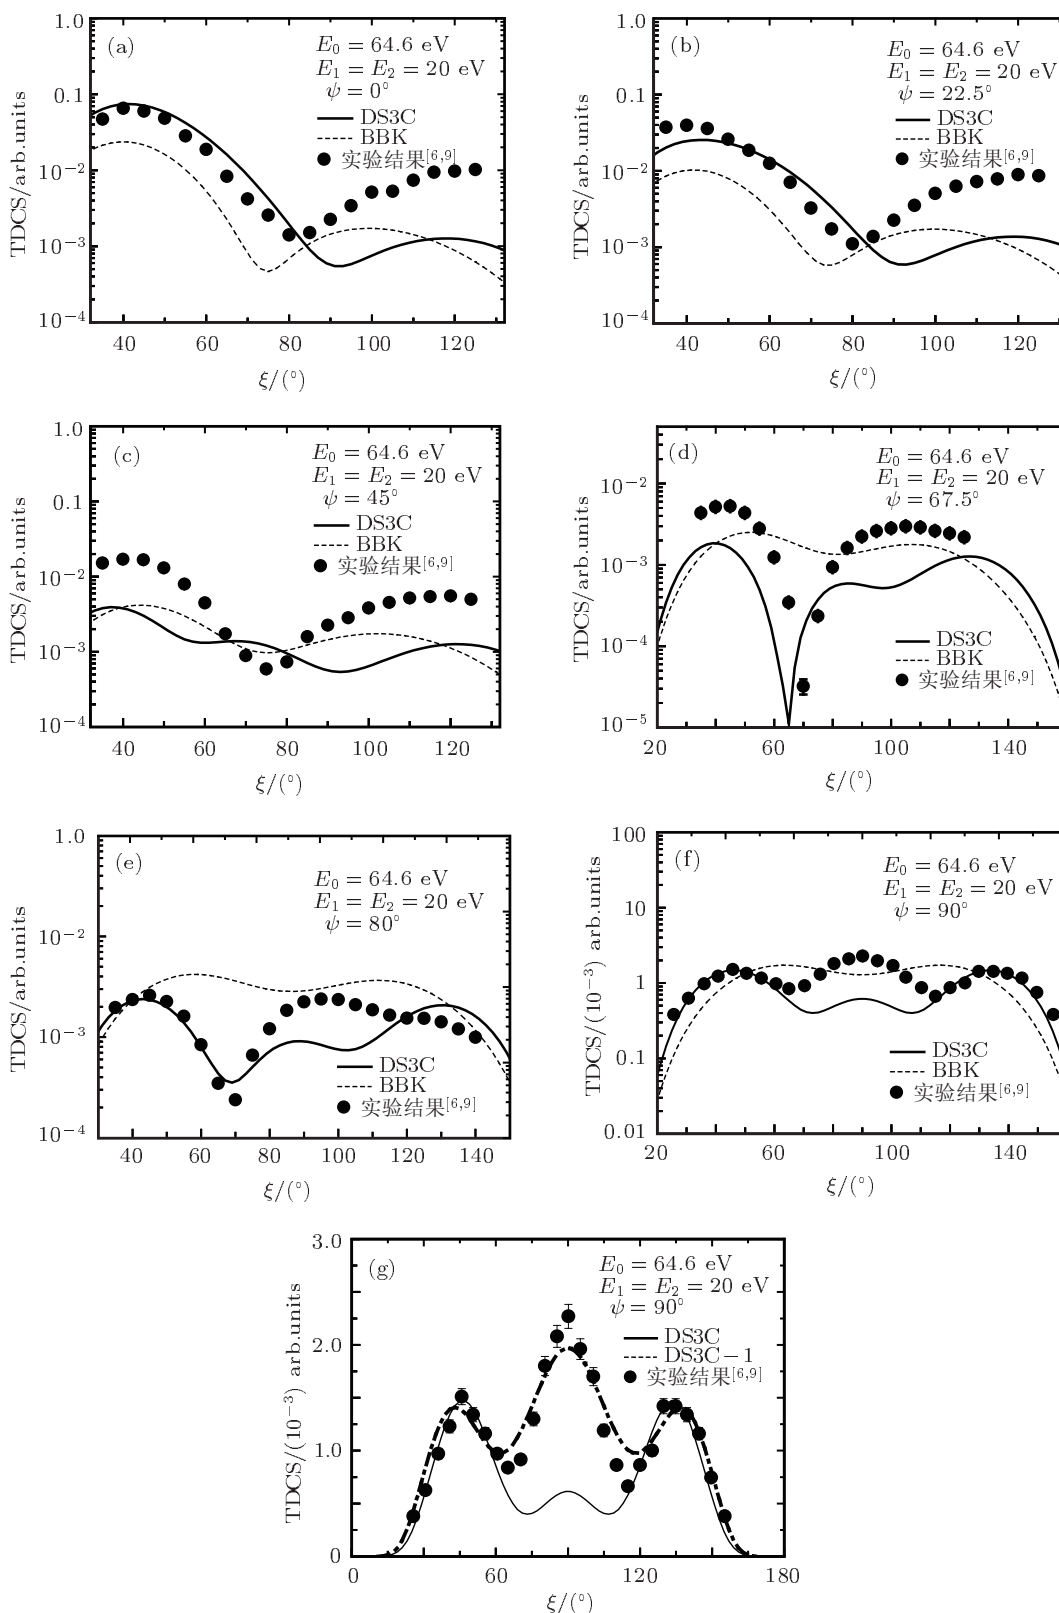 (a)
E₀ = 64.6 eV
E₁ = E₂ = 20 eV
ψ = 0°
DS3C
BBK
实验结果[6,9]
TDCS/arb.units
1.0
0.1
10⁻²
10⁻³
10⁻⁴
40 60 80 100 120
ξ/(°)
(b)
E₀ = 64.6 eV
E₁ = E₂ = 20 eV
ψ = 22.5°
DS3C
BBK
实验结果[6,9]
TDCS/arb.units
1.0
0.1
10⁻²
10⁻³
10⁻⁴
40 60 80 100 120
ξ/(°)
(c)
E₀ = 64.6 eV
E₁ = E₂ = 20 eV
ψ = 45°
DS3C
BBK
实验结果[6,9]
TDCS/arb.units
1.0
0.1
10⁻²
10⁻³
10⁻⁴
40 60 80 100 120
ξ/(°)
(d)
E₀ = 64.6 eV
E₁ = E₂ = 20 eV
ψ = 67.5°
DS3C
BBK
实验结果[6,9]
TDCS/arb.units
10⁻²
10⁻³
10⁻⁴
10⁻⁵
20 60 100 140
ξ/(°)
(e)
E₀ = 64.6 eV
E₁ = E₂ = 20 eV
ψ = 80°
DS3C
BBK
实验结果[6,9]
TDCS/arb.units
1.0
10⁻²
10⁻³
10⁻⁴
40 60 80 100 120 140
ξ/(°)
(f)
E₀ = 64.6 eV
E₁ = E₂ = 20 eV
ψ = 90°
DS3C
BBK
实验结果[6,9]
TDCS/(10⁻³) arb.units
100
10
1
0.1
0.01
20 60 100 140
ξ/(°)
(g)
E₀ = 64.6 eV
E₁ = E₂ = 20 eV
ψ = 90°
DS3C
DS3C−1
实验结果[6,9]
TDCS/(10⁻³) arb.units
3.0
2.0
1.0
0
0 60 120 180
ξ/(°)